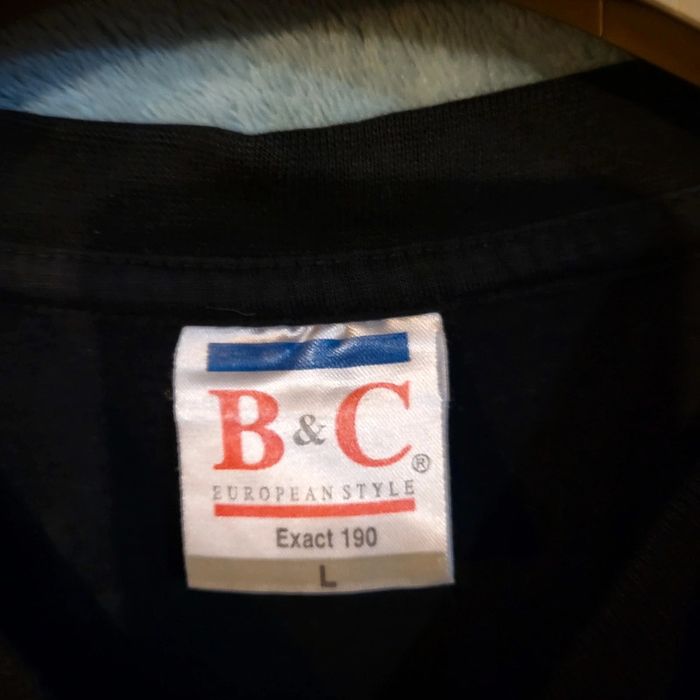 B & C ®
EUROPEAN STYLE
Exact 190
L